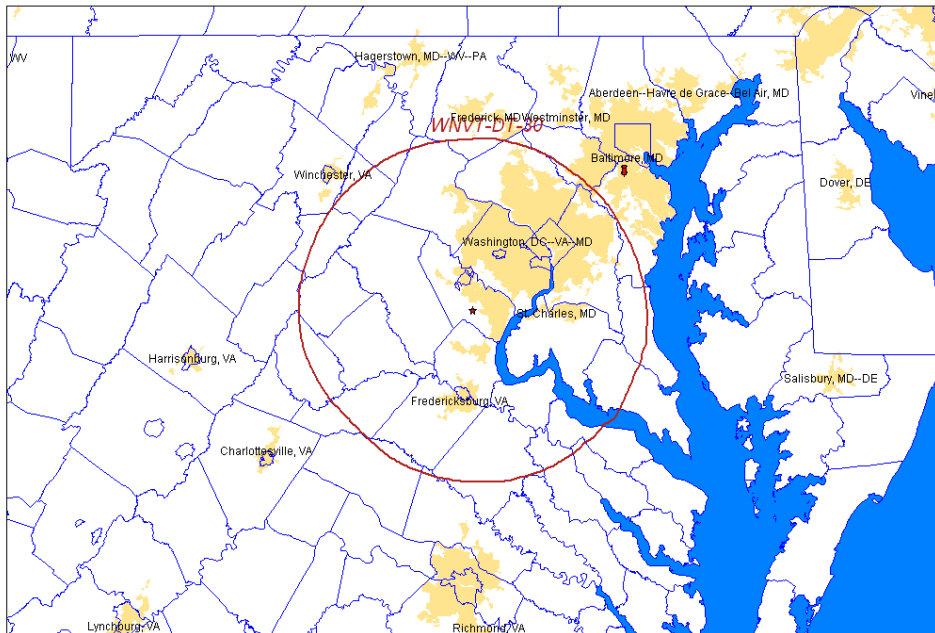 WV
Hagerstown, MD--WV--PA
Aberdeen--Havre de Grace--Bel Air, MD
Frederick, MD
Westminster, MD
WNVT-DT-30
Baltimore, MD
Winchester, VA
Dover, DE
Washington, DC--VA--MD
St. Charles, MD
Harrisonburg, VA
Salisbury, MD--DE
Fredericksburg, VA
Charlottesville, VA
Lynchburg, VA
Richmond, VA